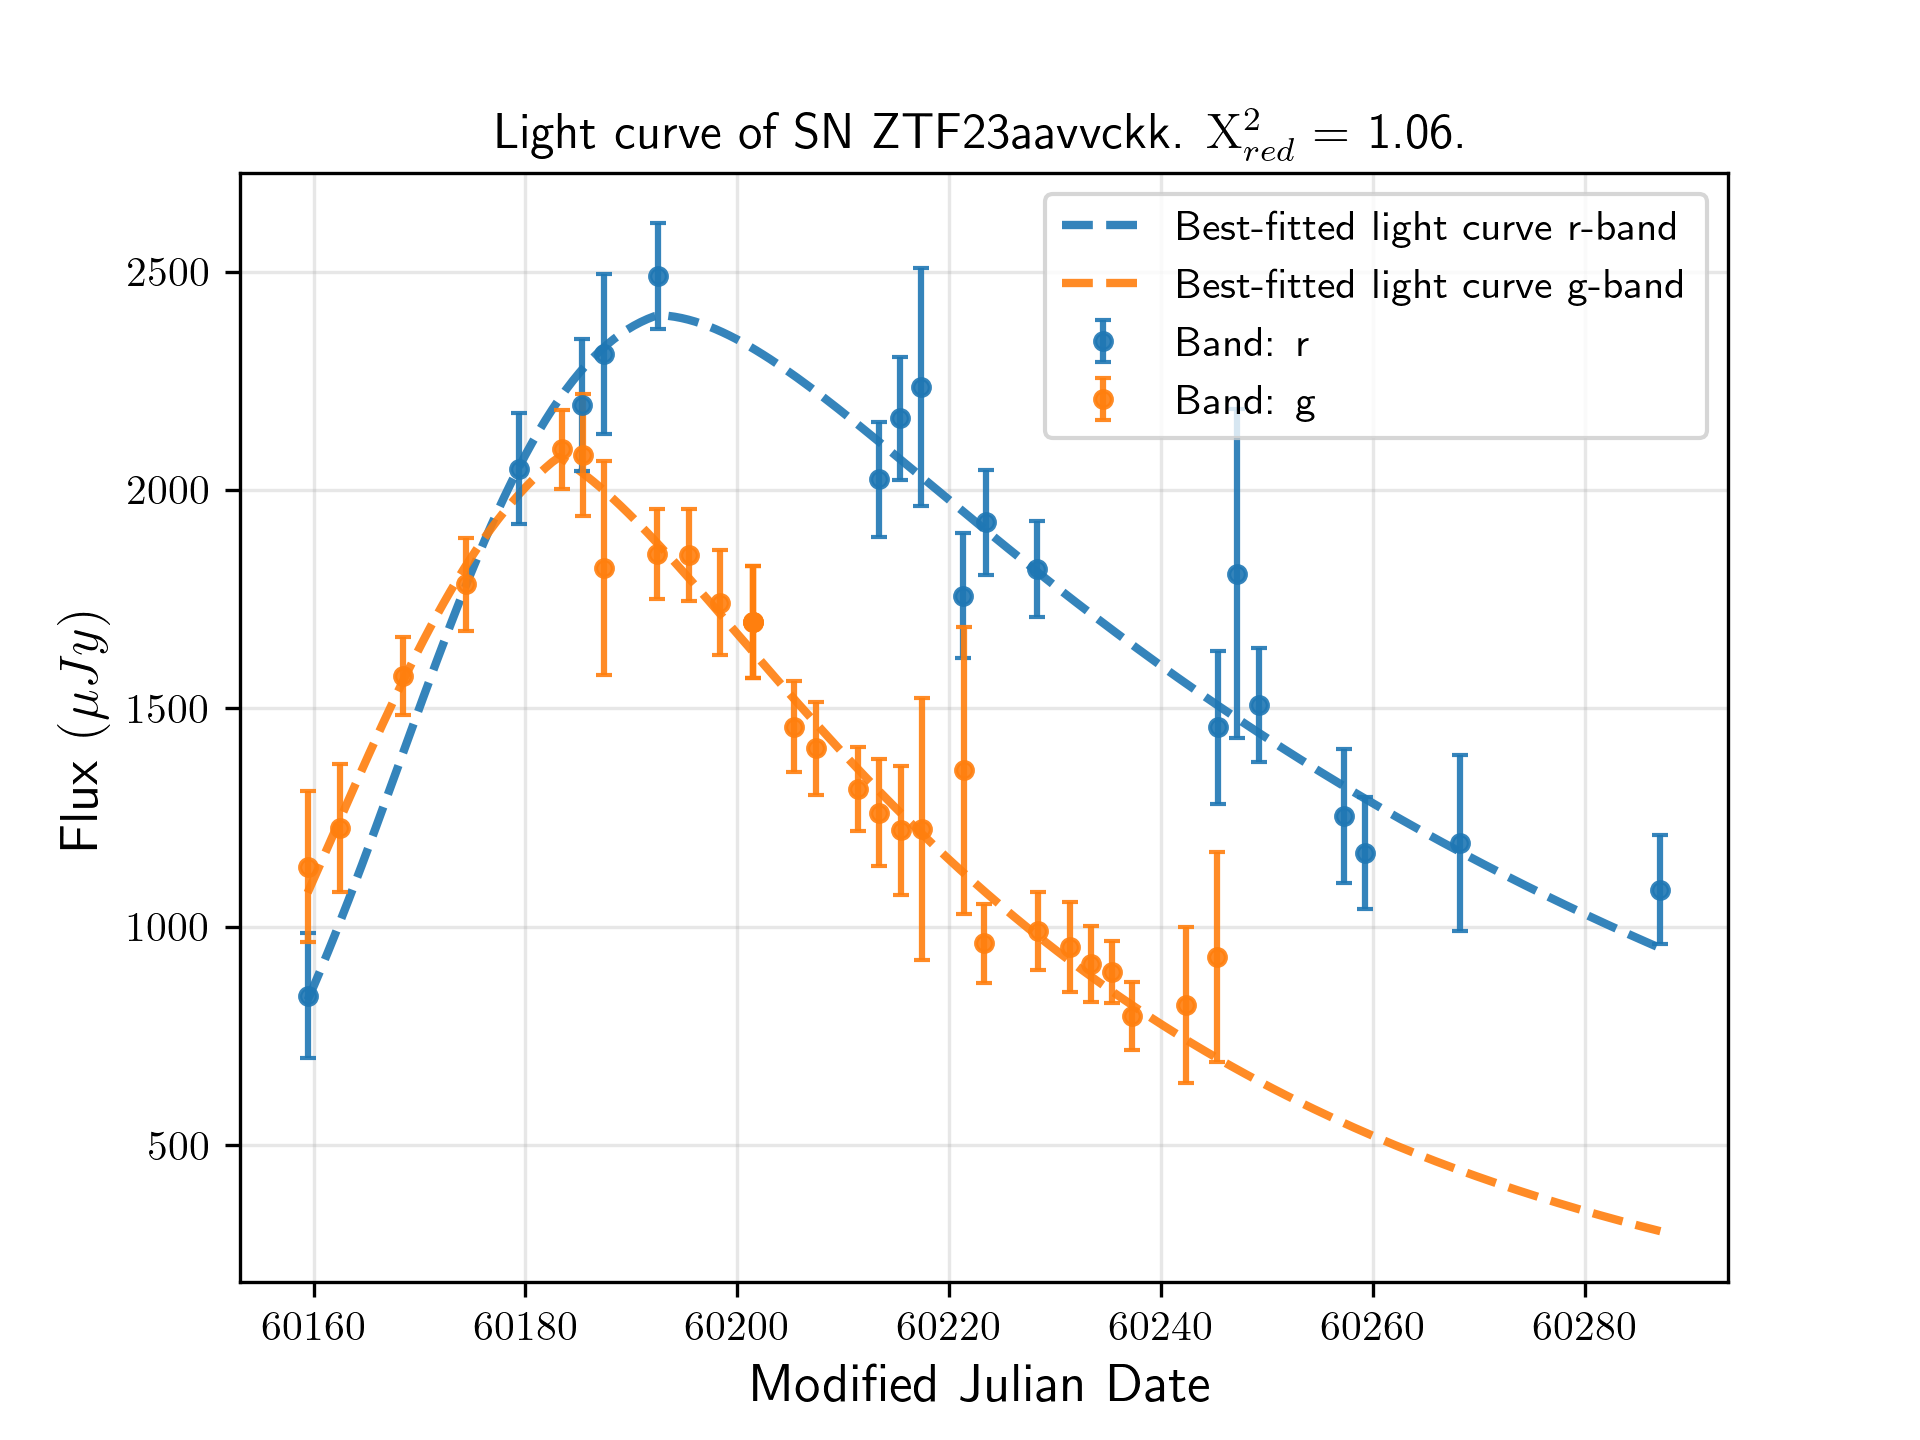 Light curve of SN ZTF23aavvckk. X²red = 1.06.
Best-fitted light curve r-band
Best-fitted light curve g-band
Band: r
Band: g
Flux (μJy)
2500
2000
1500
1000
500
60160 60180 60200 60220 60240 60260 60280
Modified Julian Date